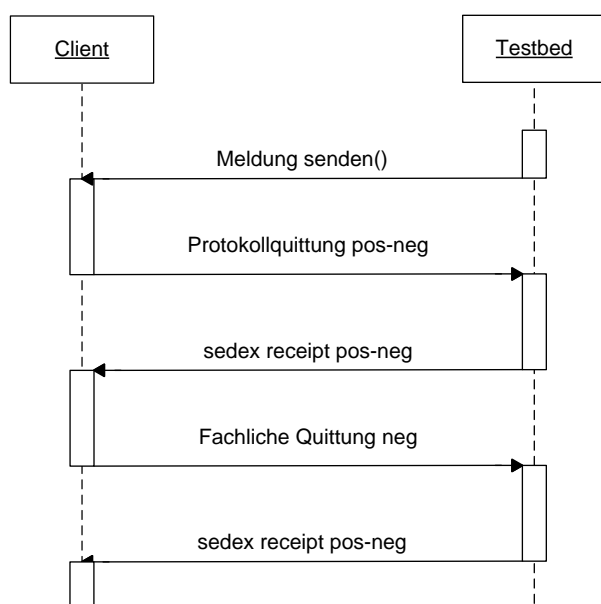 Client
Testbed
Meldung senden()
Protokollquittung pos-neg
sedex receipt pos-neg
Fachliche Quittung neg
sedex receipt pos-neg